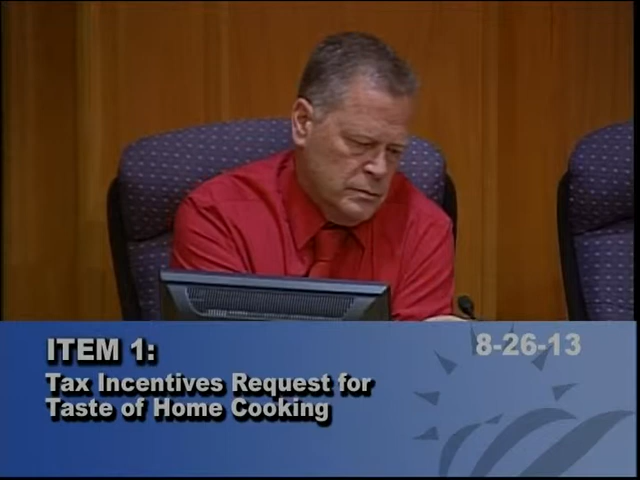 ITEM 1:
8-26-13
Tax Incentives Request for
Taste of Home Cooking